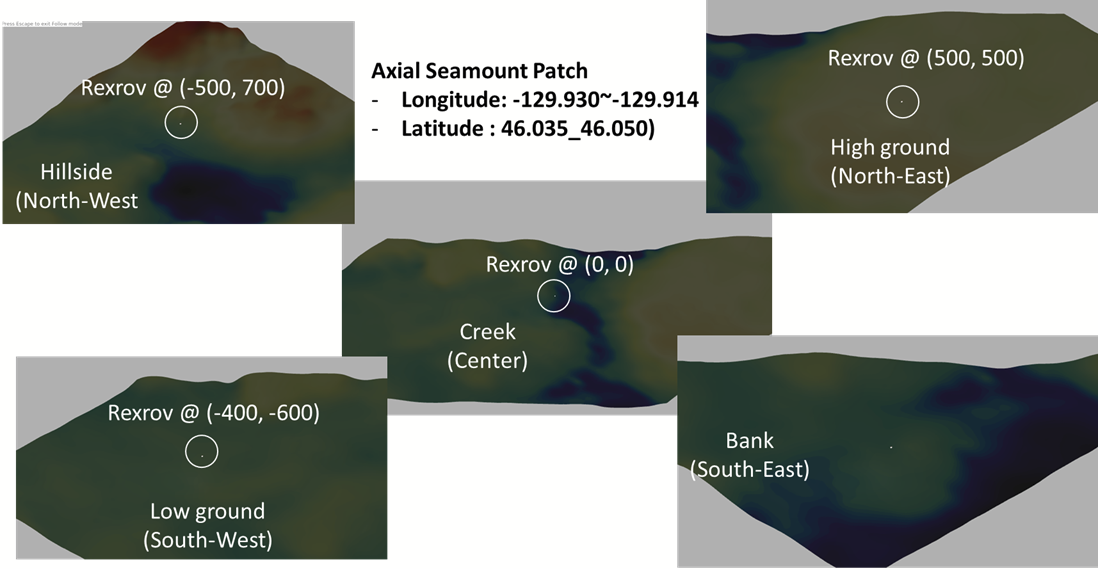 Press Escape to exit Follow mode
Rexrov @ (-500, 700)
Hillside
(North-West
Axial Seamount Patch
- Longitude: -129.930~-129.914
- Latitude : 46.035_46.050)
Rexrov @ (500, 500)
High ground
(North-East)
Rexrov @ (0, 0)
Creek
(Center)
Rexrov @ (-400, -600)
Low ground
(South-West)
Bank
(South-East)